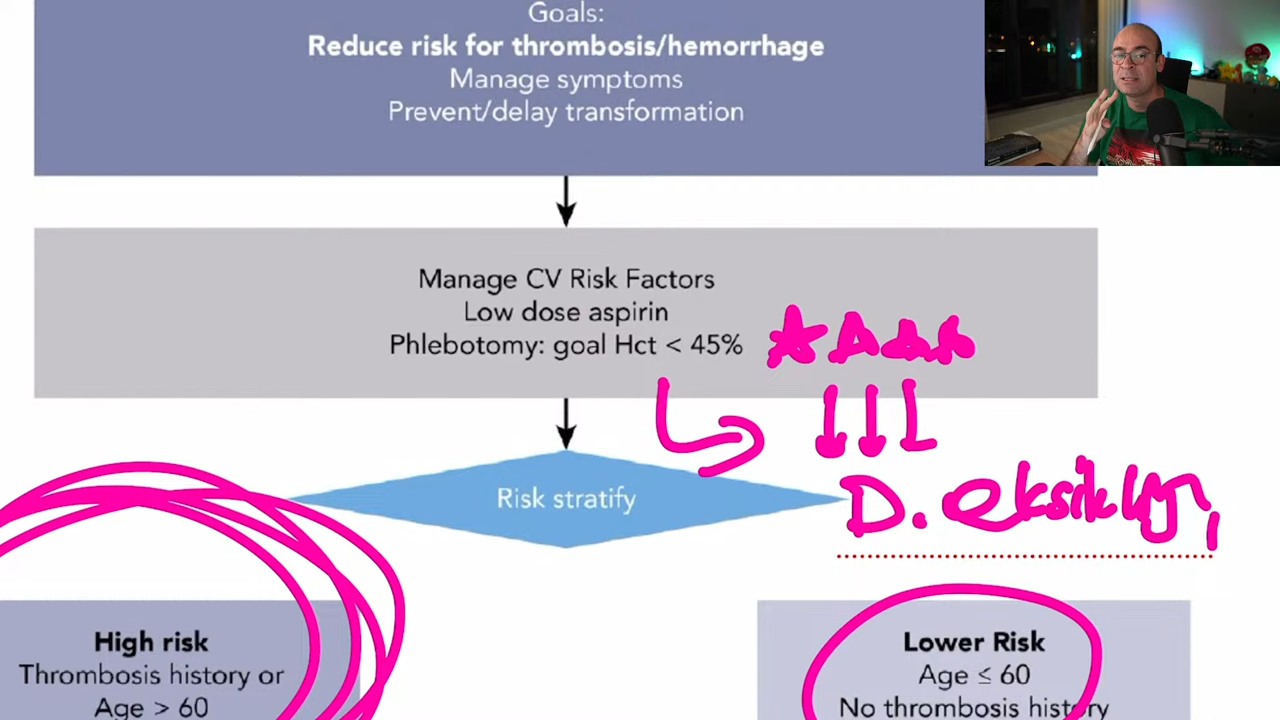 Goals:
Reduce risk for thrombosis/hemorrhage
Manage symptoms
Prevent/delay transformation
Manage CV Risk Factors
Low dose aspirin
Phlebotomy: goal Hct < 45%
Risk stratify
D. eksikliği
High risk
Thrombosis history or
Age > 60
Lower Risk
Age ≤ 60
No thrombosis history